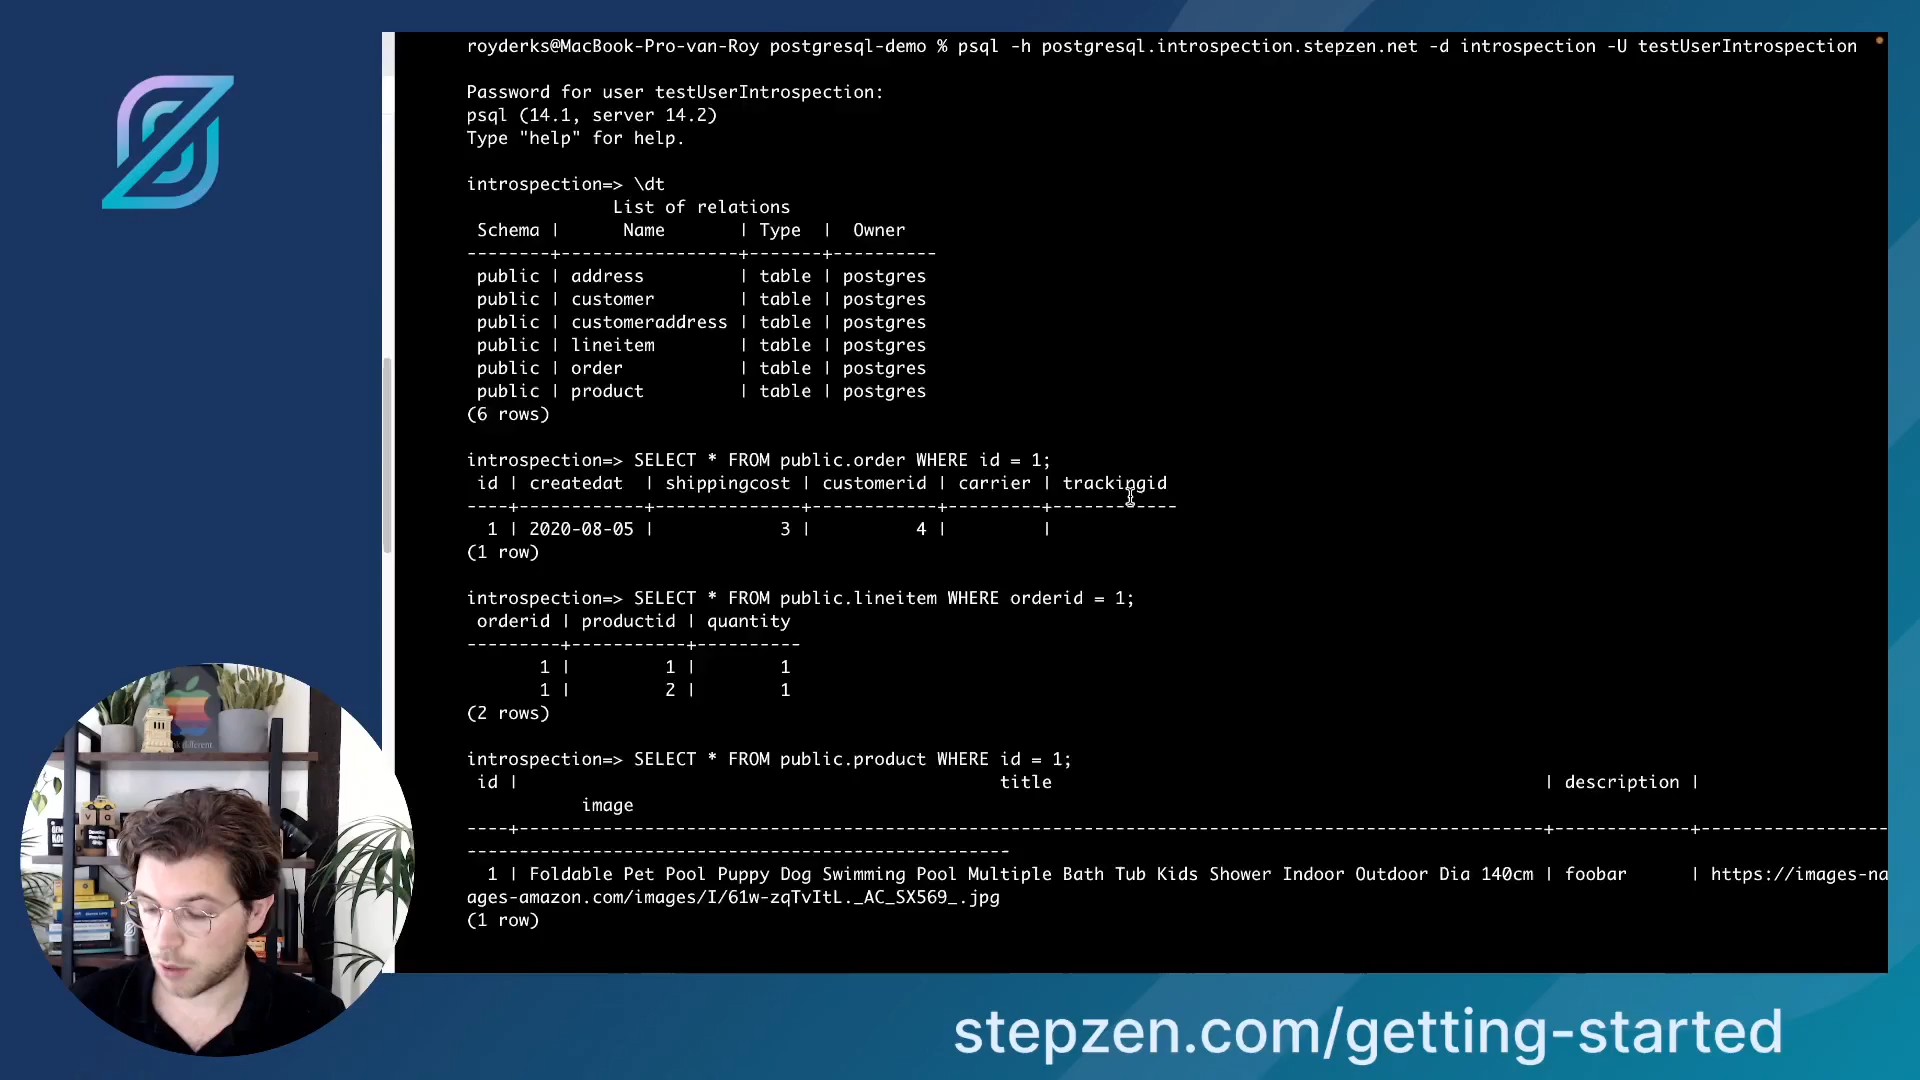 royderks@MacBook-Pro-van-Roy postgresql-demo % psql -h postgresql.introspection.stepzen.net -d introspection -U testUserIntrospection
Password for user testUserIntrospection:
psql (14.1, server 14.2)
Type "help" for help.
introspection=> \dt
List of relations
Schema | Name | Type | Owner
--------+-----------------+-------+----------
public | address | table | postgres
public | customer | table | postgres
public | customeraddress | table | postgres
public | lineitem | table | postgres
public | order | table | postgres
public | product | table | postgres
(6 rows)
introspection=> SELECT * FROM public.order WHERE id = 1;
id | createdat | shippingcost | customerid | carrier | trackingid
----+------------+--------------+------------+---------+------------
1 | 2020-08-05 | 3 | 4 | |
(1 row)
introspection=> SELECT * FROM public.lineitem WHERE orderid = 1;
orderid | productid | quantity
---------+-----------+----------
1 | 1 | 1
1 | 2 | 1
(2 rows)
introspection=> SELECT * FROM public.product WHERE id = 1;
id | title | description |
image
----+---------------------------------------------------------------------------------------------------+-------------+------------------
----------------------------------------------------
1 | Foldable Pet Pool Puppy Dog Swimming Pool Multiple Bath Tub Kids Shower Indoor Outdoor Dia 140cm | foobar | https://images-na
ages-amazon.com/images/I/61w-zqTvItL._AC_SX569_.jpg
(1 row)
stepzen.com/getting-started